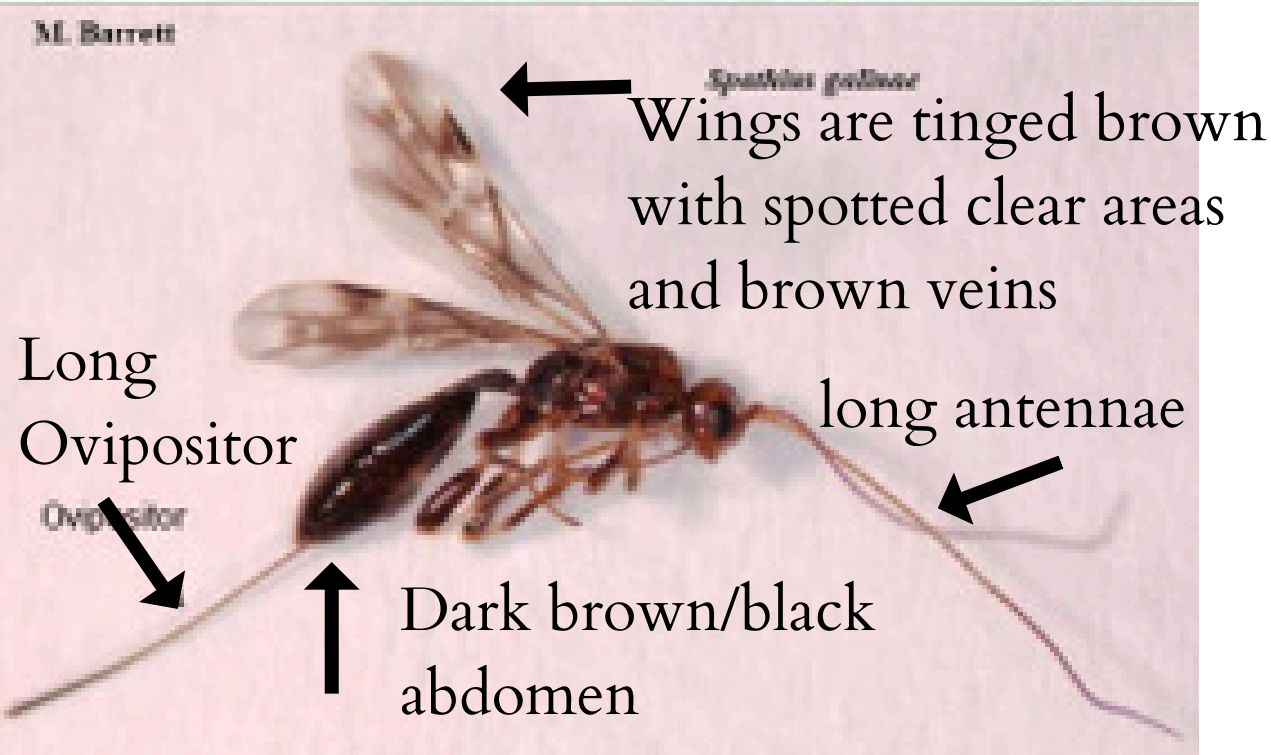 M. Barrett
Spathius galinae
Wings are tinged brown
with spotted clear areas
and brown veins
Long
Ovipositor
long antennae
Ovipositor
Dark brown/black
abdomen